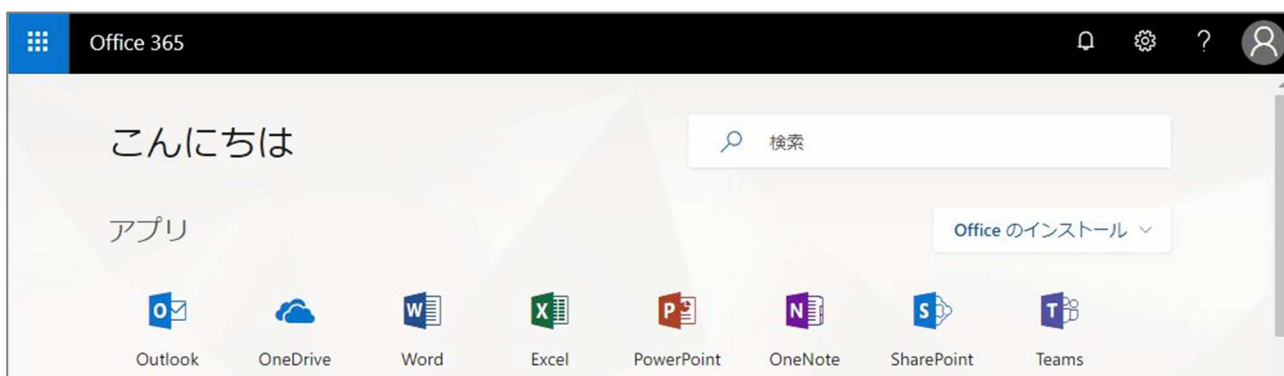 Office 365
こんにちは
検索
アプリ
Office のインストール
Outlook OneDrive Word Excel PowerPoint OneNote SharePoint Teams